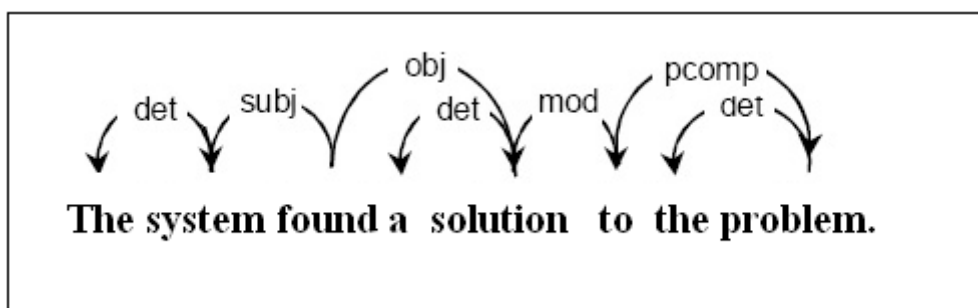 obj pcomp
det subj det mod det
The system found a solution to the problem.